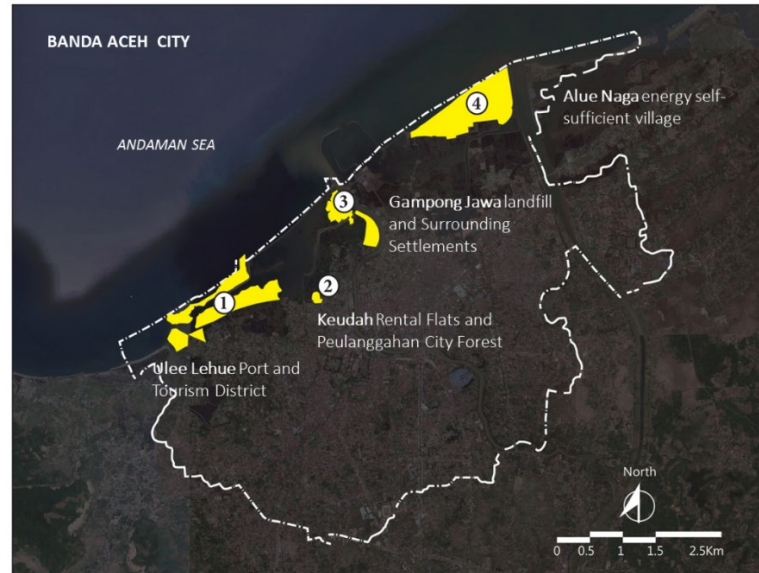 BANDA ACEH CITY
ANDAMAN SEA
4
Alue Naga energy self-
sufficient village
3
Gampong Jawa landfill
and Surrounding
Settlements
1
2
Keudah Rental Flats and
Peulanggahan City Forest
Ulee Lehue Port and
Tourism District
North
0 0.5 1 1.5 2.5Km